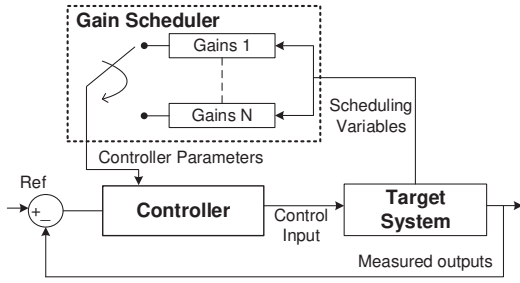 Gain Scheduler
Gains 1
Gains N
Scheduling
Variables
Controller Parameters
Ref
+
−
Controller
Control
Input
Target
System
Measured outputs